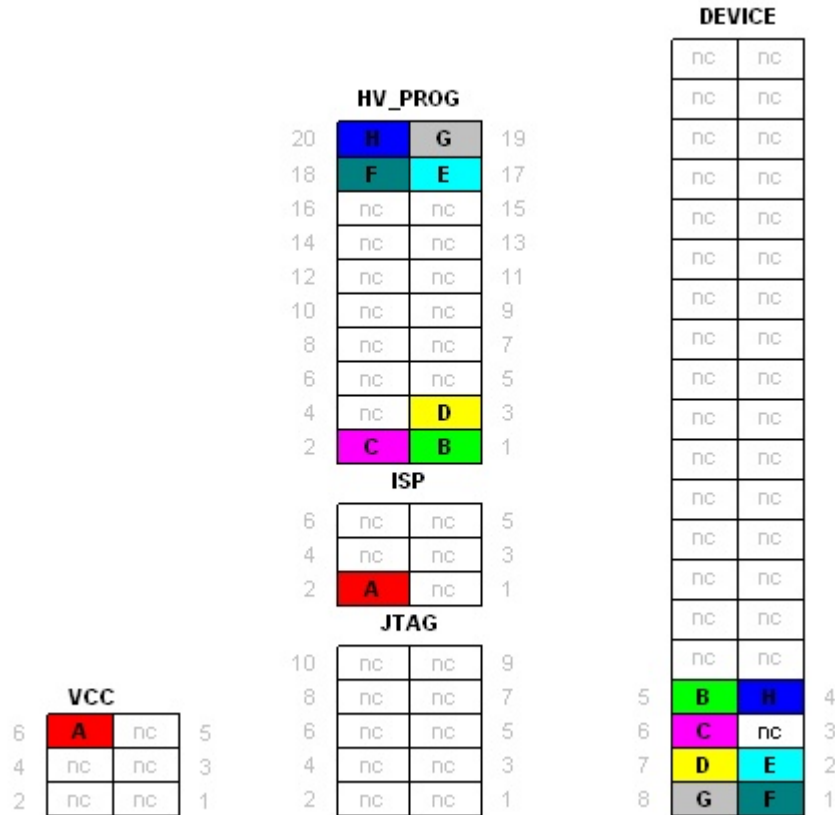 DEVICE
nc nc
nc nc
HV_PROG
nc nc
20 H G 19
nc nc
18 F E 17
nc nc
16 nc nc 15
nc nc
14 nc nc 13
nc nc
12 nc nc 11
nc nc
10 nc nc 9
nc nc
8 nc nc 7
nc nc
6 nc nc 5
nc nc
4 nc D 3
nc nc
2 C B 1
nc nc
ISP
6 nc nc 5
nc nc
4 nc nc 3
nc nc
2 A nc 1
nc nc
JTAG
10 nc nc 9
nc nc
VCC
8 nc nc 7
5 B H 4
6 A nc 5
6 nc nc 5
6 C nc 3
4 nc nc 3
4 nc nc 3
7 D E 2
2 nc nc 1
2 nc nc 1
8 G F 1